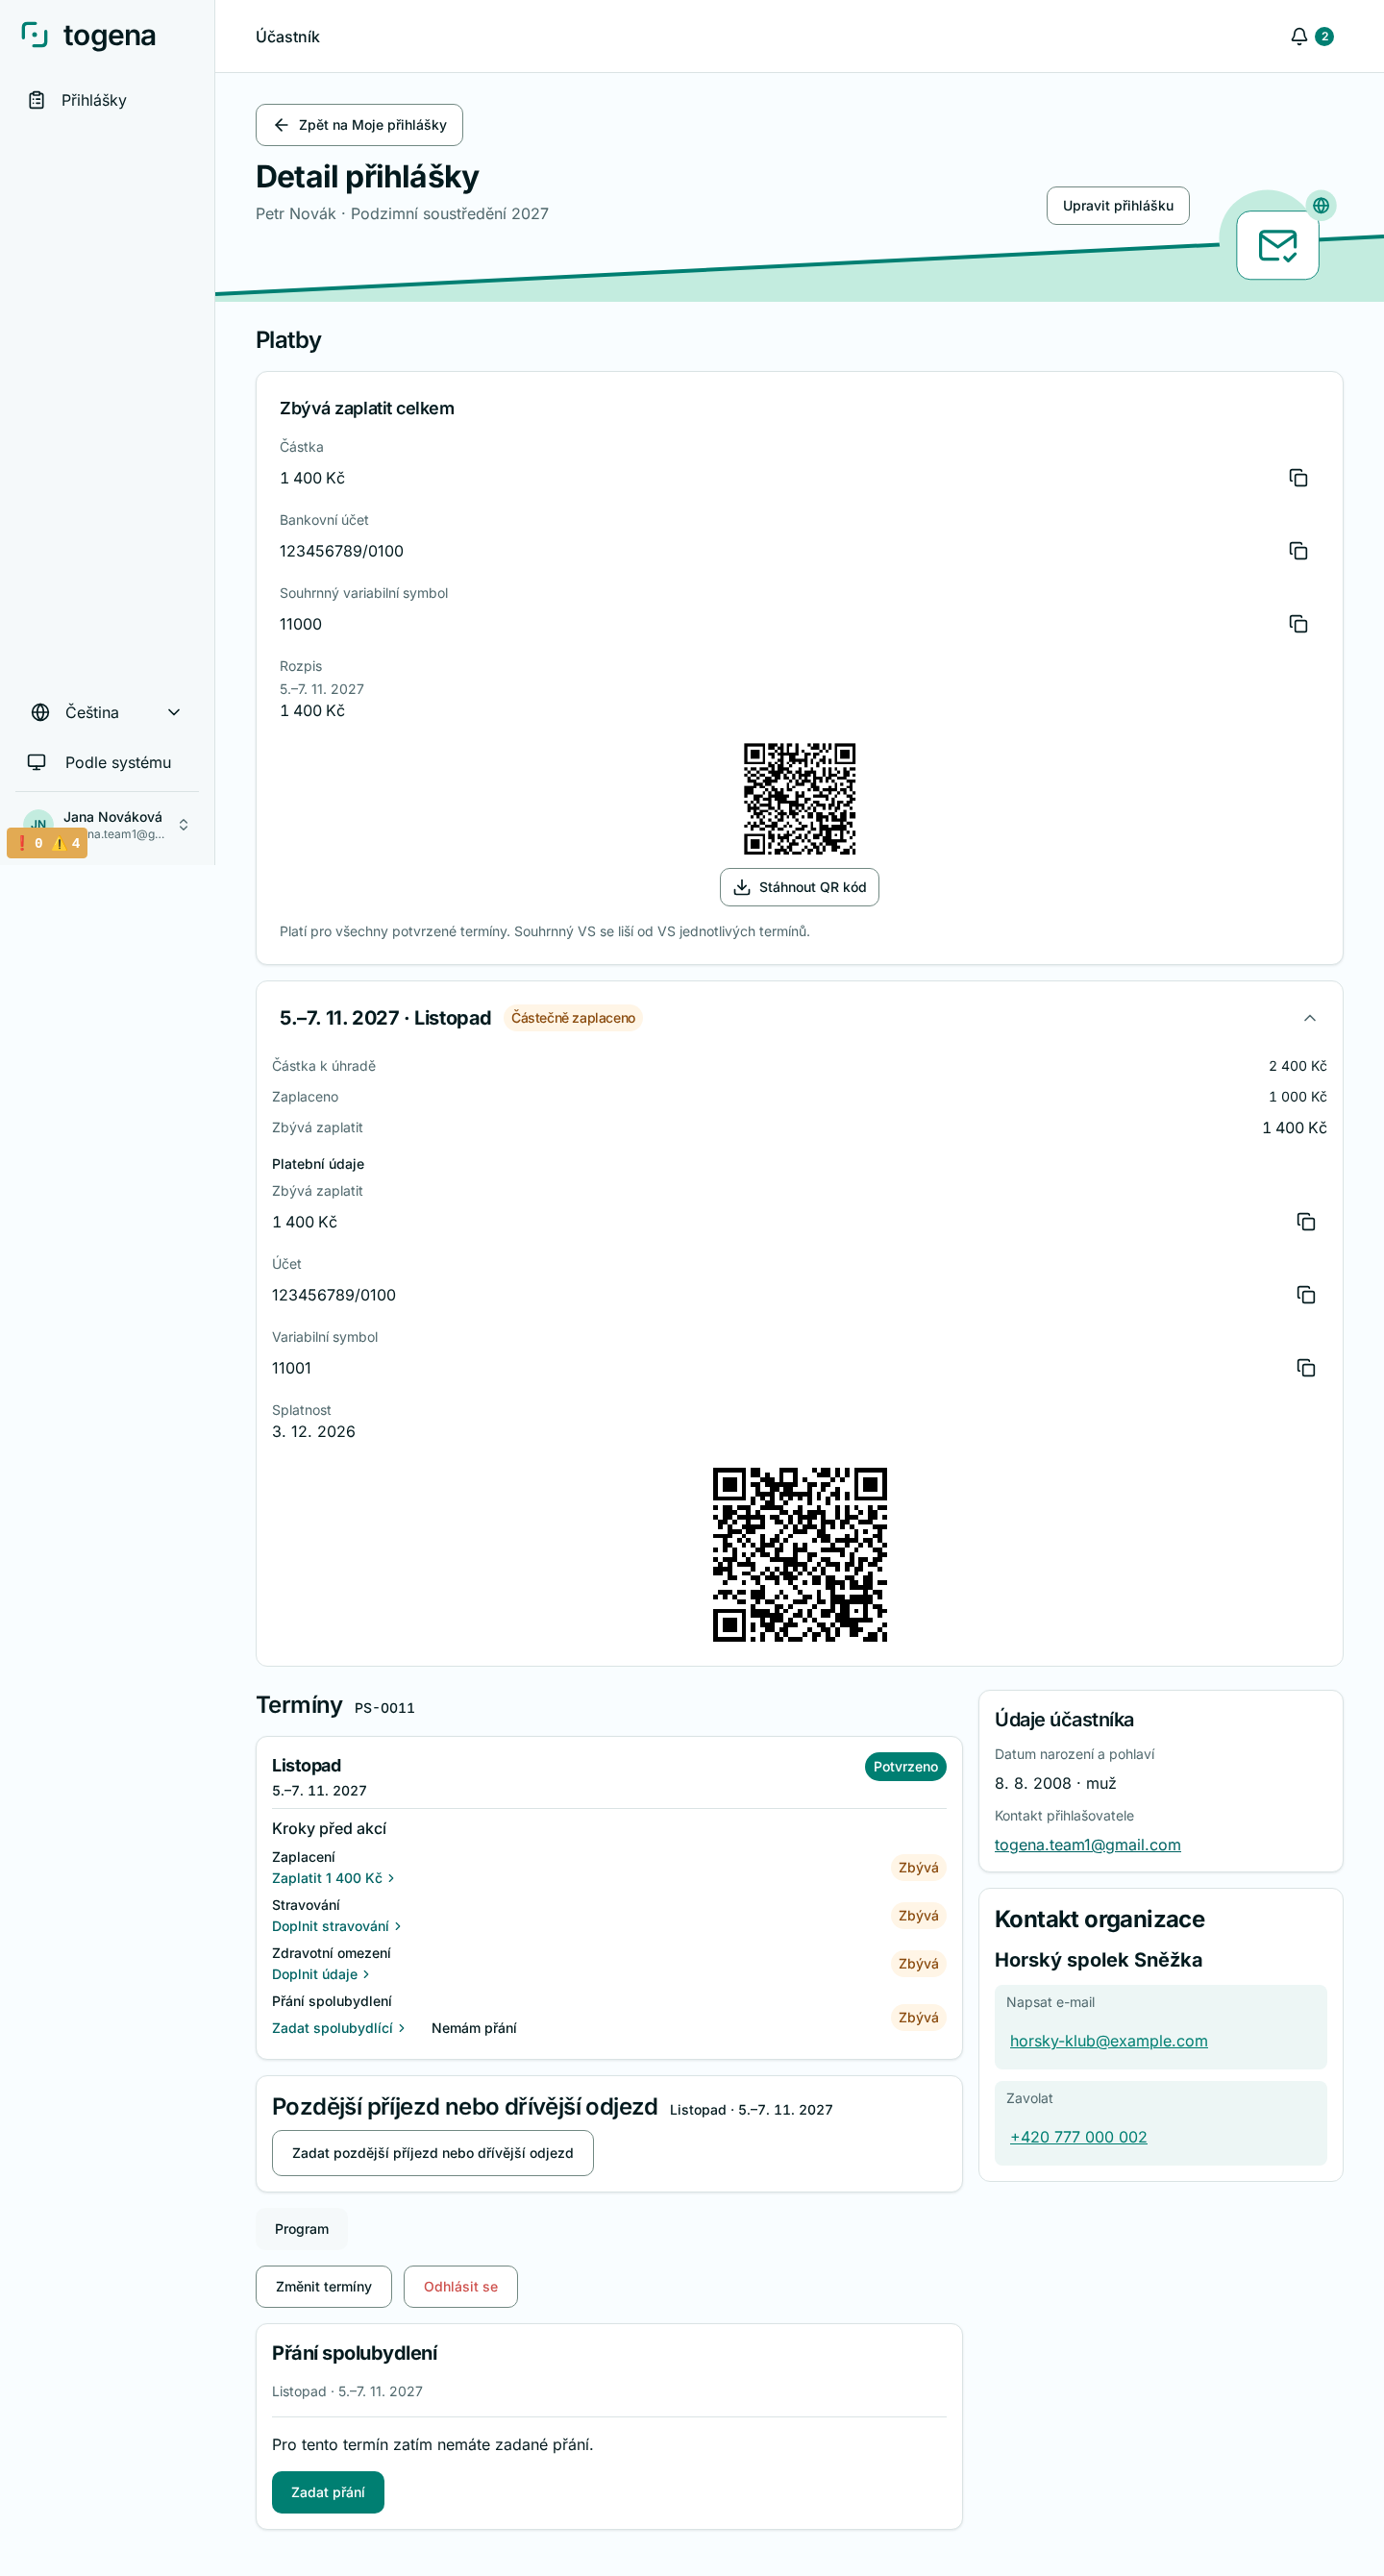 togena
Přihlášky
Čeština
Podle systému
JN
Jana Nováková
na.team1@g...
0 4
Účastník
2
Zpět na Moje přihlášky
Detail přihlášky
Petr Novák · Podzimní soustředění 2027
Upravit přihlášku
Platby
Zbývá zaplatit celkem
Částka
1 400 Kč
Bankovní účet
123456789/0100
Souhrnný variabilní symbol
11000
Rozpis
5.–7. 11. 2027
1 400 Kč
Stáhnout QR kód
Platí pro všechny potvrzené termíny. Souhrnný VS se liší od VS jednotlivých termínů.
5.–7. 11. 2027 · Listopad Částečně zaplaceno
Částka k úhradě 2 400 Kč
Zaplaceno 1 000 Kč
Zbývá zaplatit 1 400 Kč
Platební údaje
Zbývá zaplatit
1 400 Kč
Účet
123456789/0100
Variabilní symbol
11001
Splatnost
3. 12. 2026
Termíny PS-0011
Listopad Potvrzeno
5.–7. 11. 2027
Kroky před akcí
Zaplacení
Zaplatit 1 400 Kč
Zbývá
Stravování
Doplnit stravování
Zbývá
Zdravotní omezení
Doplnit údaje
Zbývá
Přání spolubydlení
Zadat spolubydlící Nemám přání
Zbývá
Pozdější příjezd nebo dřívější odjezd Listopad · 5.–7. 11. 2027
Zadat pozdější příjezd nebo dřívější odjezd
Program
Změnit termíny Odhlásit se
Přání spolubydlení
Listopad · 5.–7. 11. 2027
Pro tento termín zatím nemáte zadané přání.
Zadat přání
Údaje účastníka
Datum narození a pohlaví
8. 8. 2008 · muž
Kontakt přihlašovatele
togena.team1@gmail.com
Kontakt organizace
Horský spolek Sněžka
Napsat e-mail
horsky-klub@example.com
Zavolat
+420 777 000 002